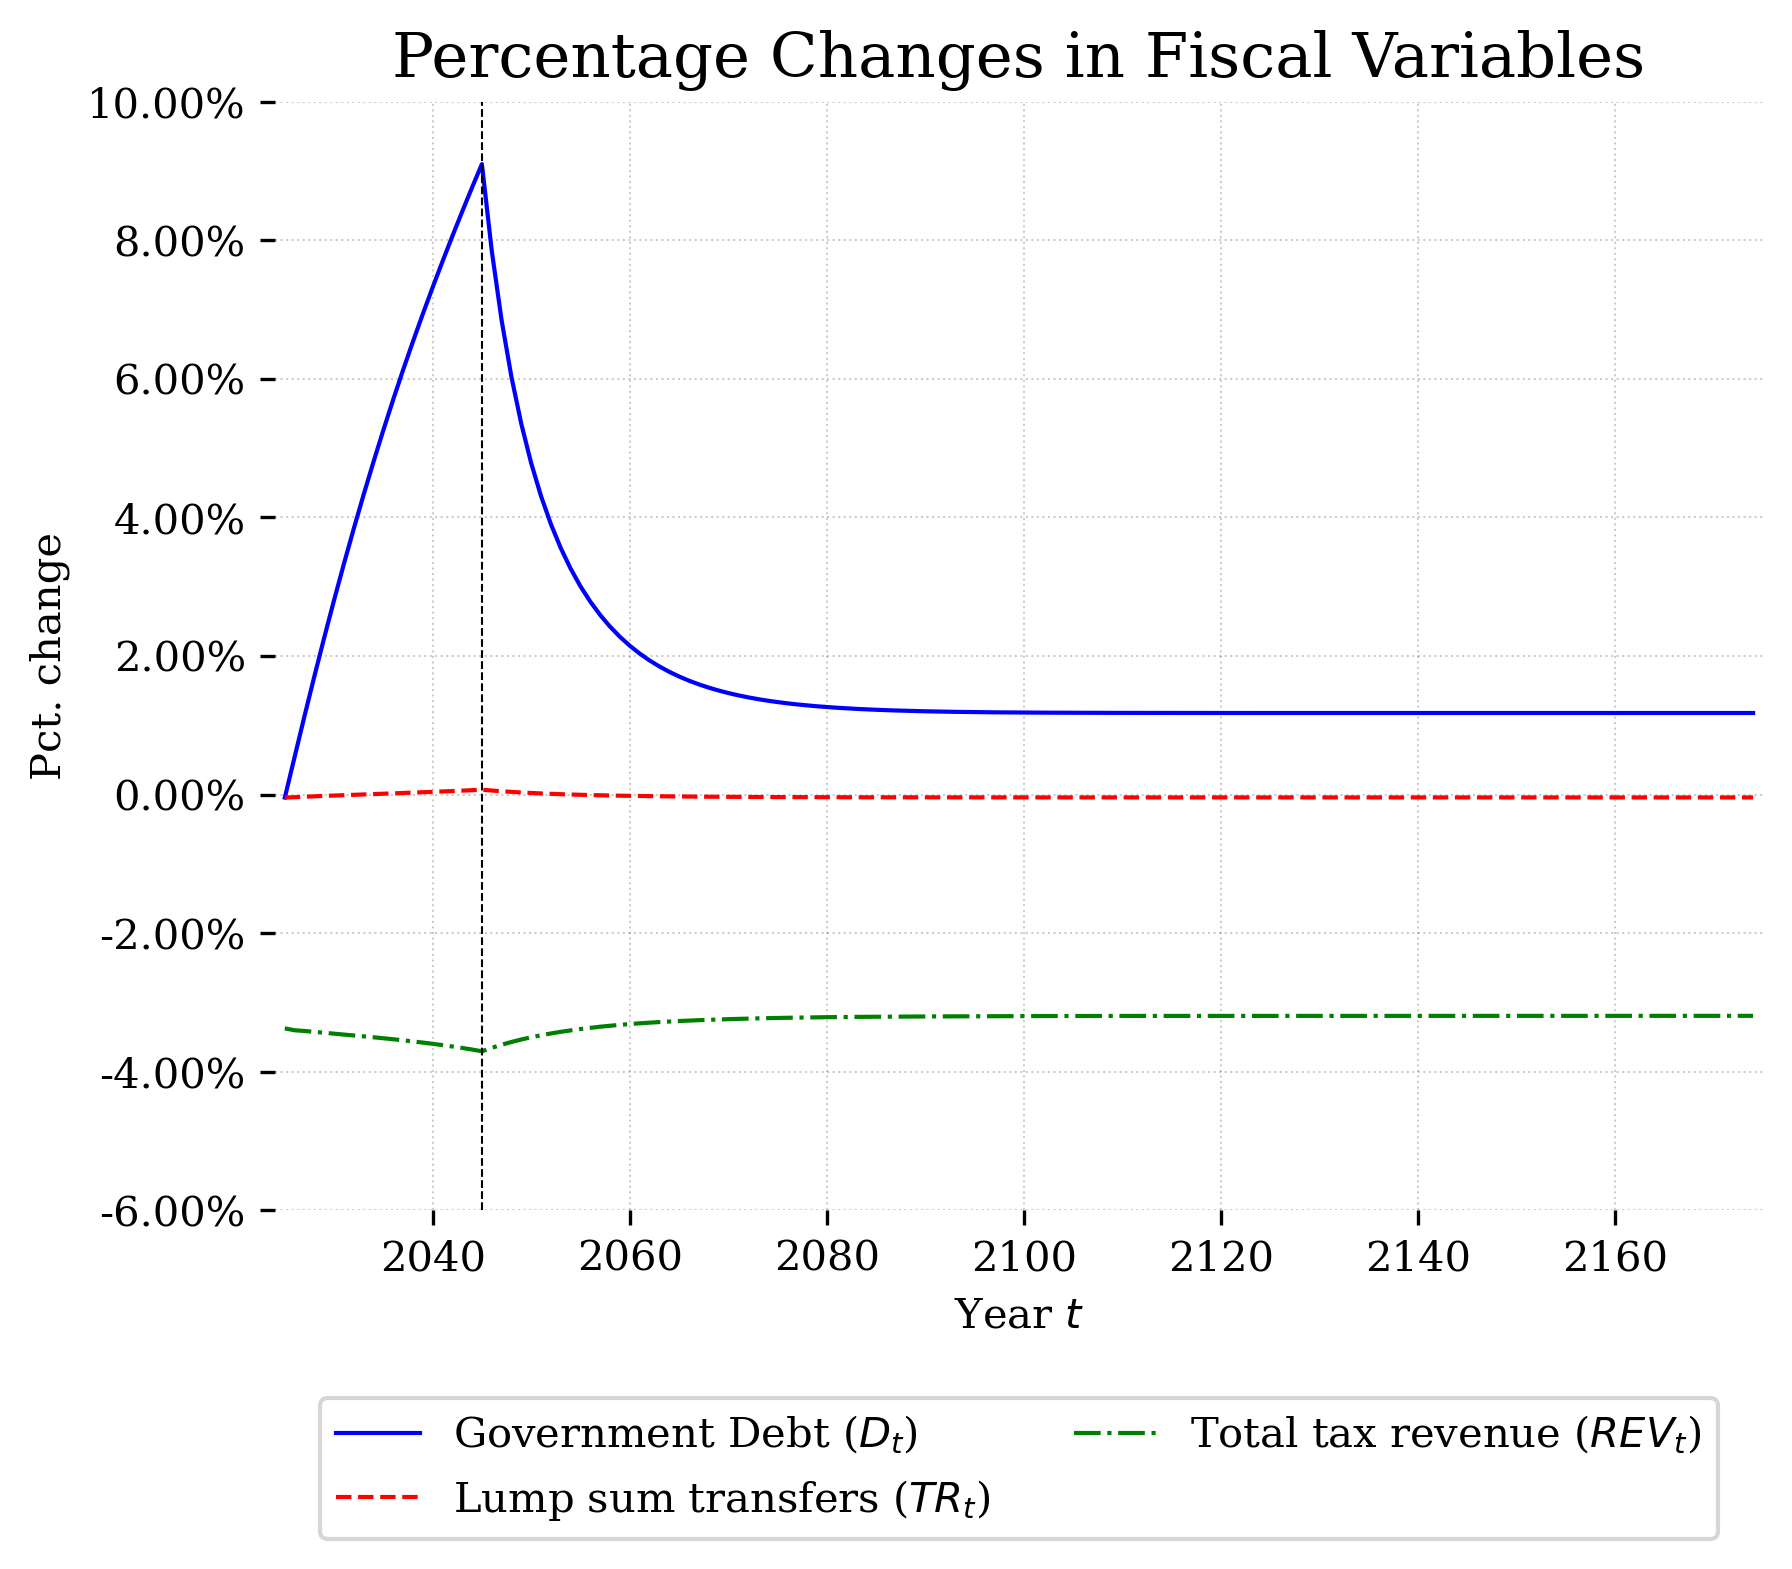 Percentage Changes in Fiscal Variables
10.00%
8.00%
6.00%
4.00%
2.00%
0.00%
-2.00%
-4.00%
-6.00%
Pct. change
2040 2060 2080 2100 2120 2140 2160
Year t
Government Debt (D_t) Total tax revenue (REV_t)
Lump sum transfers (TR_t)